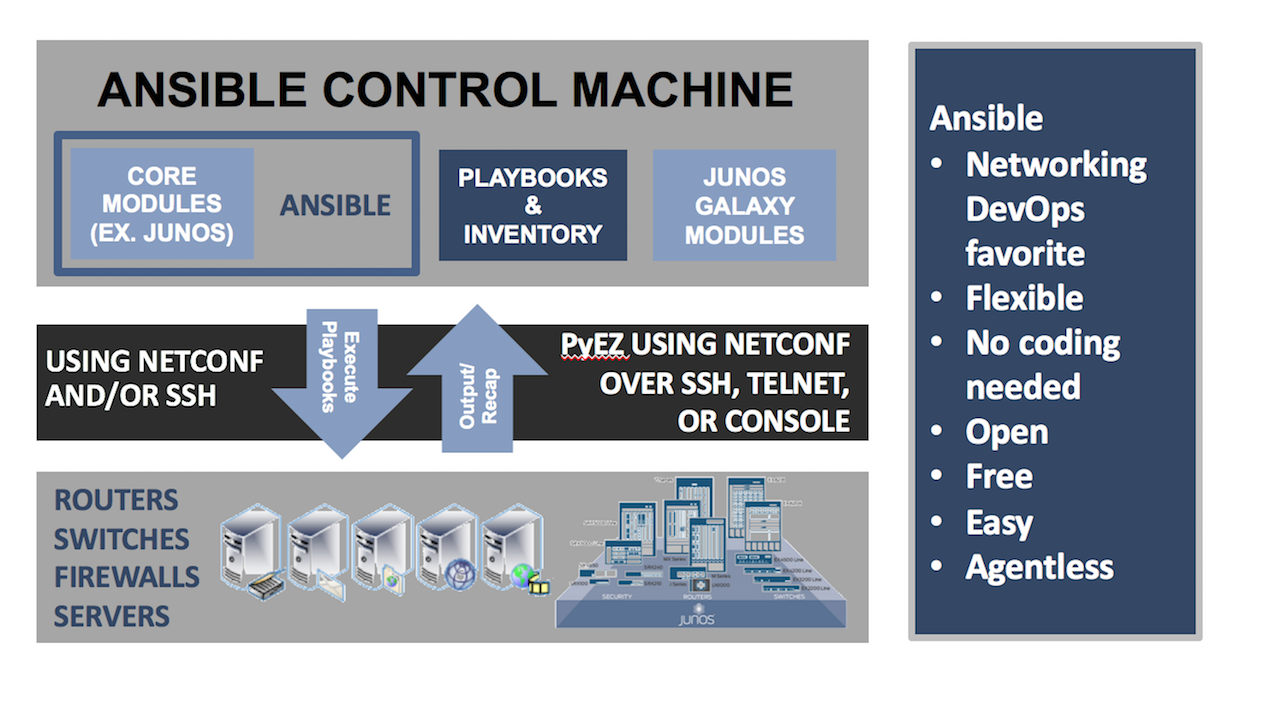 ANSIBLE CONTROL MACHINE
CORE
MODULES
(EX. JUNOS)
ANSIBLE
PLAYBOOKS
&
INVENTORY
JUNOS
GALAXY
MODULES
USING NETCONF
AND/OR SSH
Execute
Playbooks
Output/
Recap
PyEZ USING NETCONF
OVER SSH, TELNET,
OR CONSOLE
ROUTERS
SWITCHES
FIREWALLS
SERVERS
MX Series
SECURITY
ROUTERS
SWITCHES
JUNOS
Ansible
• Networking
DevOps
favorite
• Flexible
• No coding
needed
• Open
• Free
• Easy
• Agentless